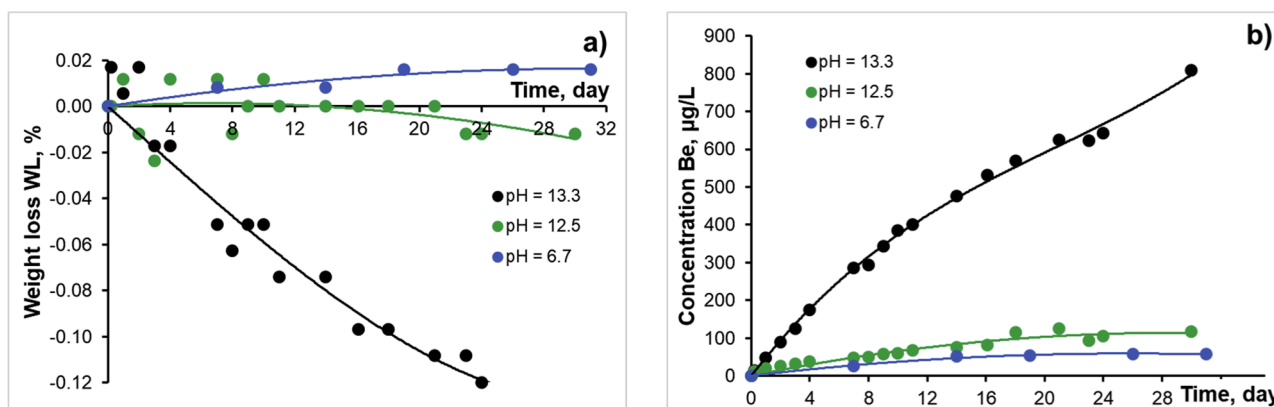 a)
0.02
0.00
-0.02
-0.04
-0.06
-0.08
-0.10
-0.12
Weight loss WL, %
0 4 8 12 16 20 24 28 32
Time, day
pH = 13.3
pH = 12.5
pH = 6.7
b)
900
800
700
600
500
400
300
200
100
0
Concentration Be, µg/L
pH = 13.3
pH = 12.5
pH = 6.7
0 4 8 12 16 20 24 28
Time, day